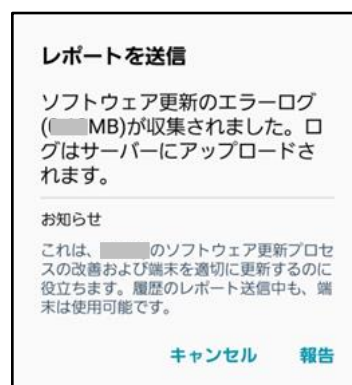 レポートを送信
ソフトウェア更新のエラーログ
(MB)が収集されました。ロ
グはサーバーにアップロードさ
れます。
お知らせ
これは、のソフトウェア更新プロセ
スの改善および端末を適切に更新するのに
役立ちます。履歴のレポート送信中も、端
末は使用可能です。
キャンセル 報告